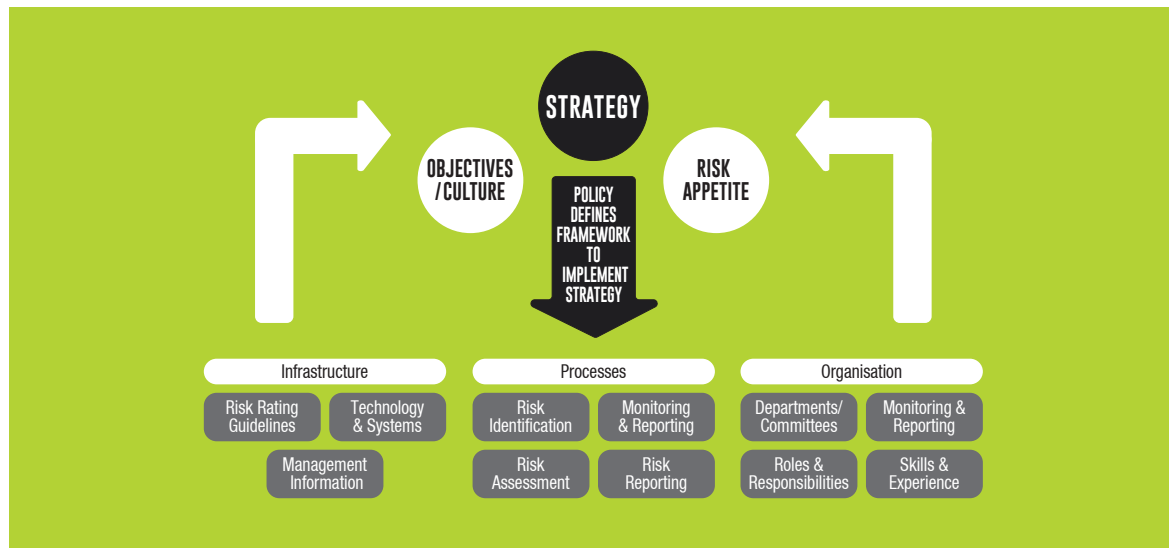 STRATEGY
OBJECTIVES
/CULTURE
RISK
APPETITE
POLICY
DEFINES
FRAMEWORK
TO
IMPLEMENT
STRATEGY
Infrastructure
Risk Rating
Guidelines
Technology
& Systems
Management
Information
Processes
Risk
Identification
Monitoring
& Reporting
Risk
Assessment
Risk
Reporting
Organisation
Departments/
Committees
Monitoring &
Reporting
Roles &
Responsibilities
Skills &
Experience